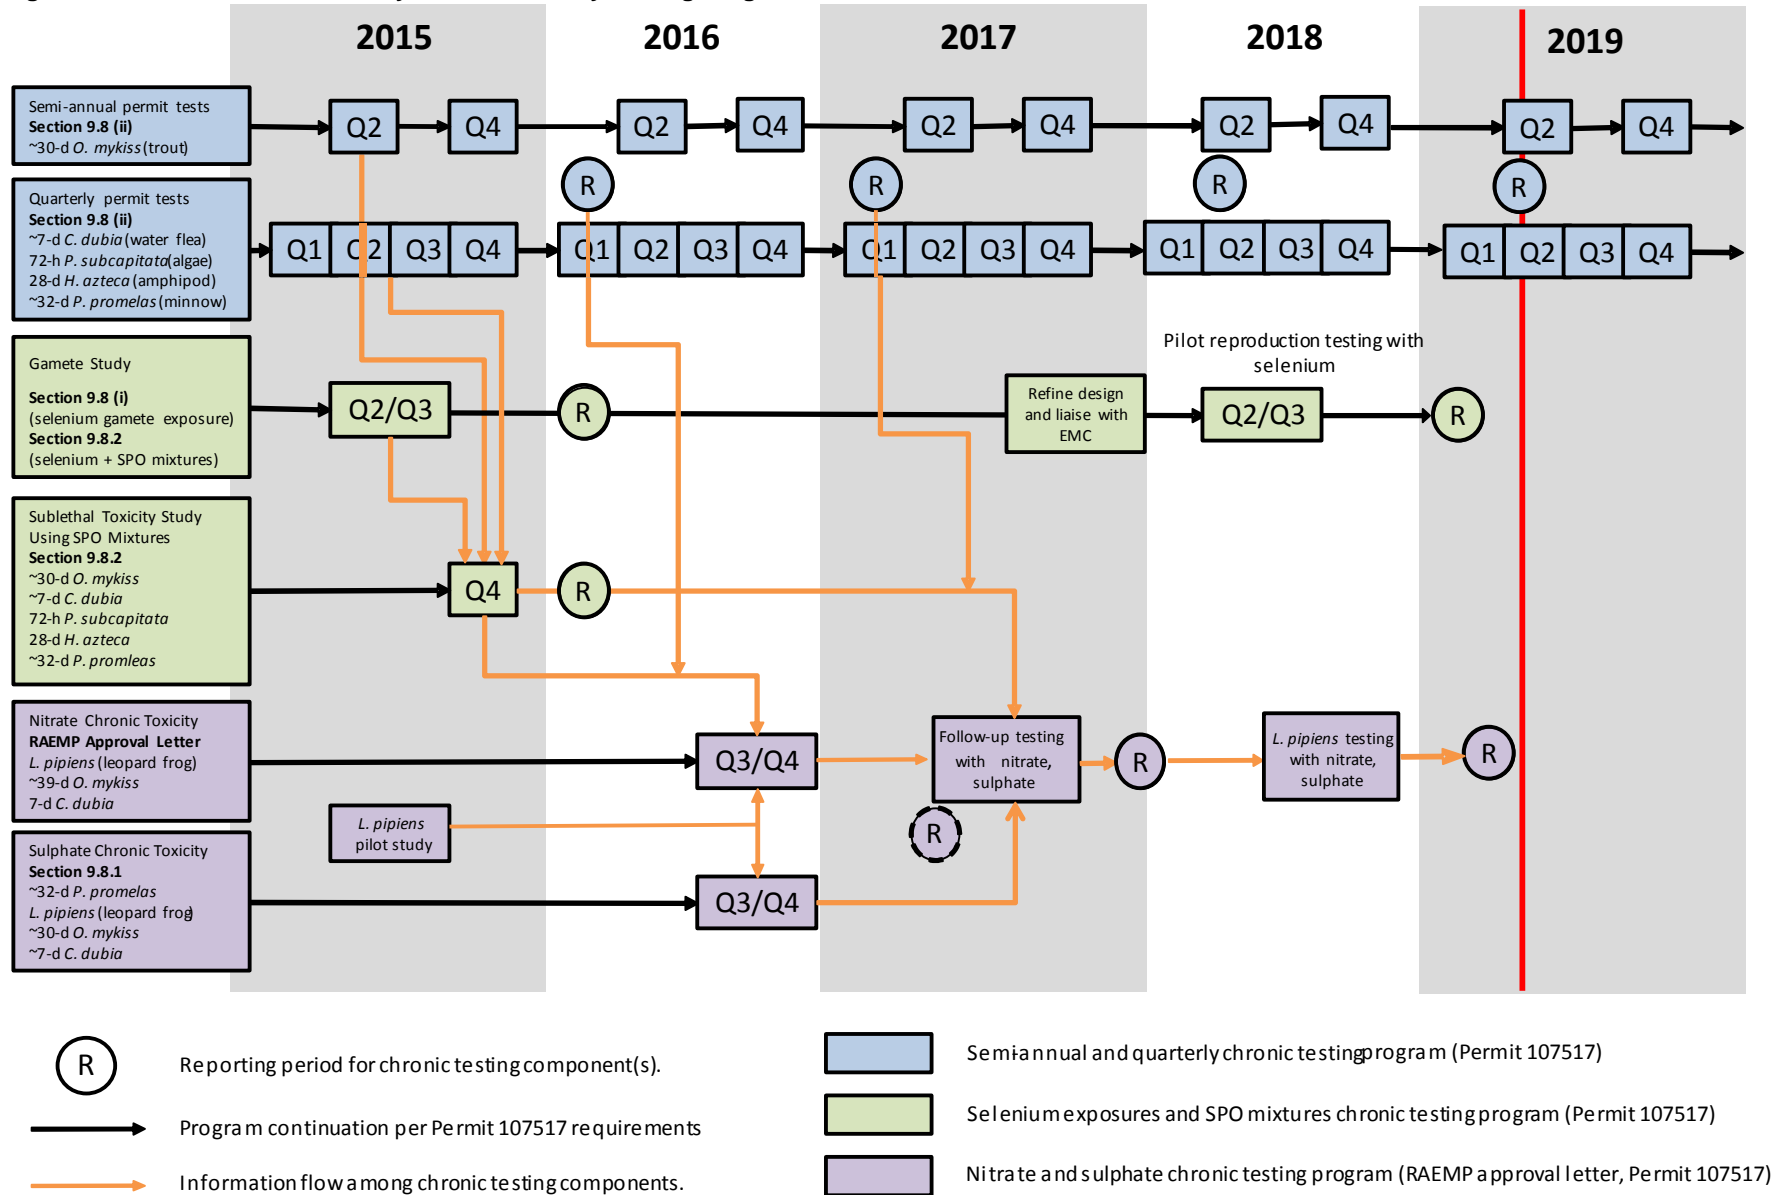 2015
2016
2017
2018
2019
Semi-annual permit tests
Section 9.8 (ii)
~30-d O. mykiss (trout)
Q2
Q4
Q2
Q4
Q2
Q4
Q2
Q4
Q2
Q4
R
R
R
R
Quarterly permit tests
Section 9.8 (ii)
~7-d C. dubia (water flea)
72-h P. subcapitata (algae)
28-d H. azteca (amphipod)
~32-d P. promelas (minnow)
Q1
Q2
Q3
Q4
Q1
Q2
Q3
Q4
Q1
Q2
Q3
Q4
Q1
Q2
Q3
Q4
Q1
Q2
Q3
Q4
Gamete Study
Section 9.8 (i)
(selenium gamete exposure)
Section 9.8.2
(selenium + SPO mixtures)
Q2/Q3
R
Refine design
and liaise with
EMC
Pilot reproduction testing with
selenium
Q2/Q3
R
Sublethal Toxicity Study
Using SPO Mixtures
Section 9.8.2
~30-d O. mykiss
~7-d C. dubia
72-h P. subcapitata
28-d H. azteca
~32-d P. promleas
Q4
R
Nitrate Chronic Toxicity
RAEMP Approval Letter
L. pipiens (leopard frog)
~39-d O. mykiss
7-d C. dubia
Q3/Q4
Follow-up testing
with nitrate,
sulphate
R
L. pipiens testing
with nitrate,
sulphate
R
L. pipiens
pilot study
R
Sulphate Chronic Toxicity
Section 9.8.1
~32-d P. promelas
L. pipiens (leopard frog)
~30-d O. mykiss
~7-d C. dubia
Q3/Q4
R
Reporting period for chronic testing component(s).
Program continuation per Permit 107517 requirements
Information flow among chronic testing components.
Semi-annual and quarterly chronic testing program (Permit 107517)
Selenium exposures and SPO mixtures chronic testing program (Permit 107517)
Nitrate and sulphate chronic testing program (RAEMP approval letter, Permit 107517)